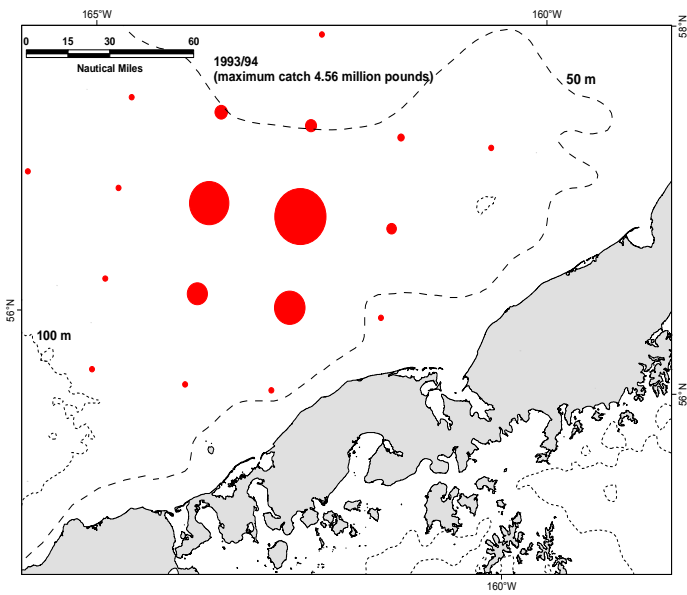 165°W
160°W
58°N
0 15 30 60
Nautical Miles
1993/94
(maximum catch 4.56 million pounds)
50 m
56°N
100 m
56°N
160°W